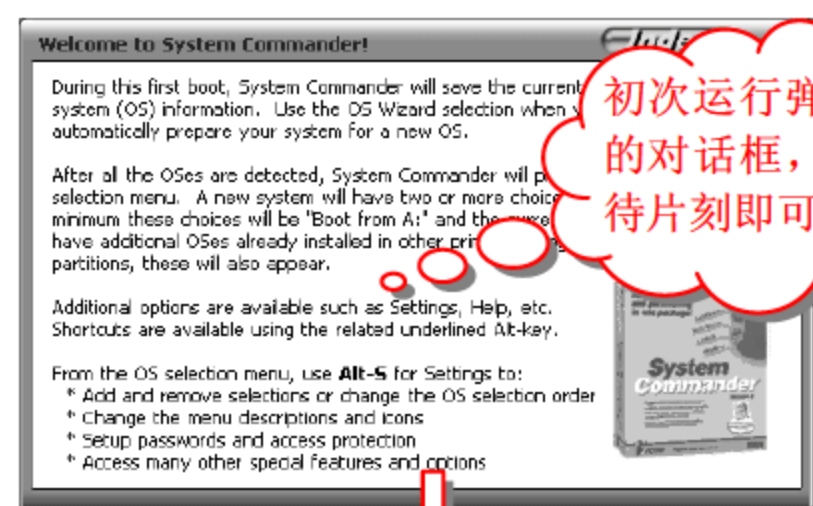 Welcome to System Commander!
During this first boot, System Commander will save the current
system (OS) information. Use the OS Wizard selection when
automatically prepare your system for a new OS.
After all the OSes are detected, System Commander will
selection menu. A new system will have two or more
minimum these choices will be "Boot from A:" and the
have additional OSes already installed in other
partitions, these will also appear.
Additional options are available such as Settings, Help, etc.
Shortcuts are available using the related underlined Alt-key.
From the OS selection menu, use Alt-S for Settings to:
* Add and remove selections or change the OS selection order
* Change the menu descriptions and icons
* Setup passwords and access protection
* Access many other special features and options
初次运行弹
的对话框，
待片刻即可
System
Commander